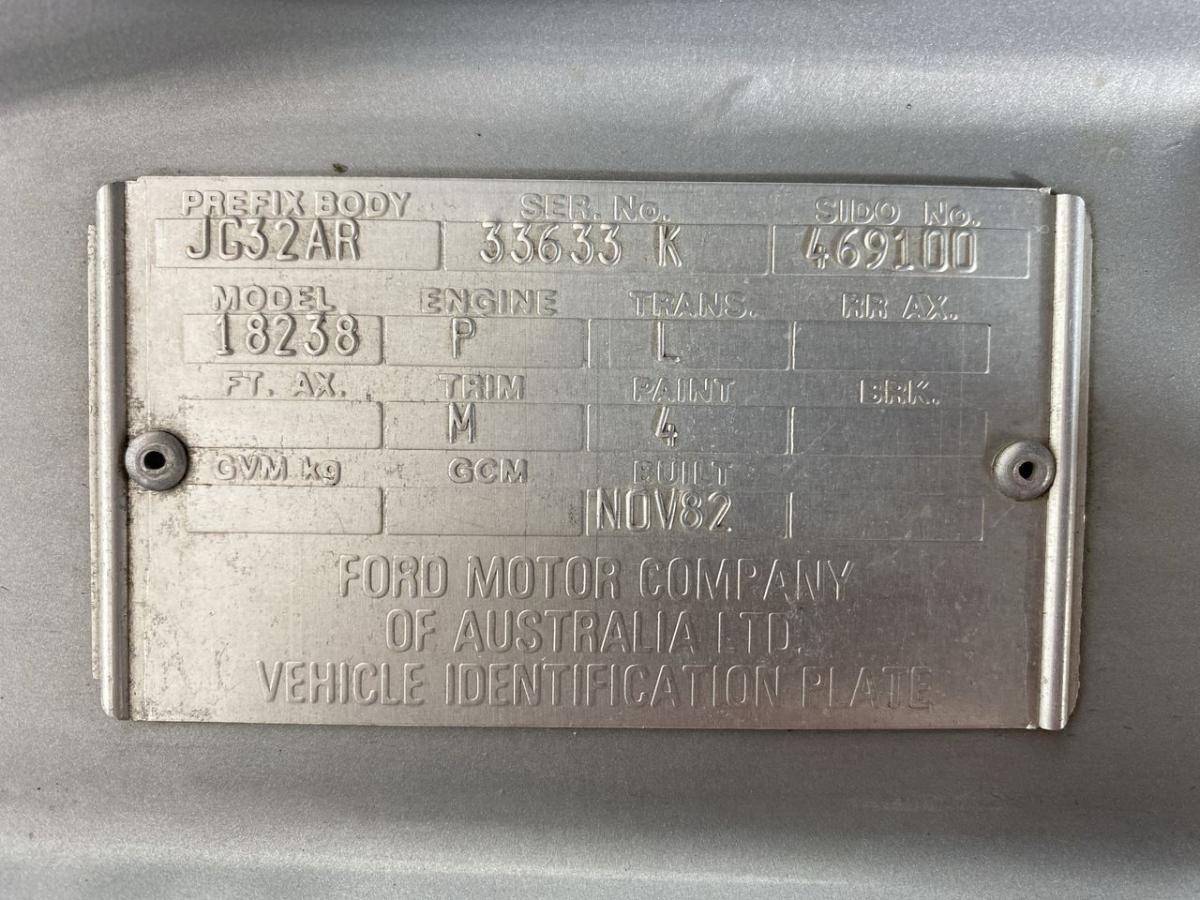 PREFIX BODY SER. No. SIDO No.
JG32AR 33633 K 469100
MODEL ENGINE TRANS. RR AX.
18238 P L
FT. AX. TRIM PAINT BRK.
M 4
GVM kg GCM BUILT
NOV82
FORD MOTOR COMPANY
OF AUSTRALIA LTD.
VEHICLE IDENTIFICATION PLATE